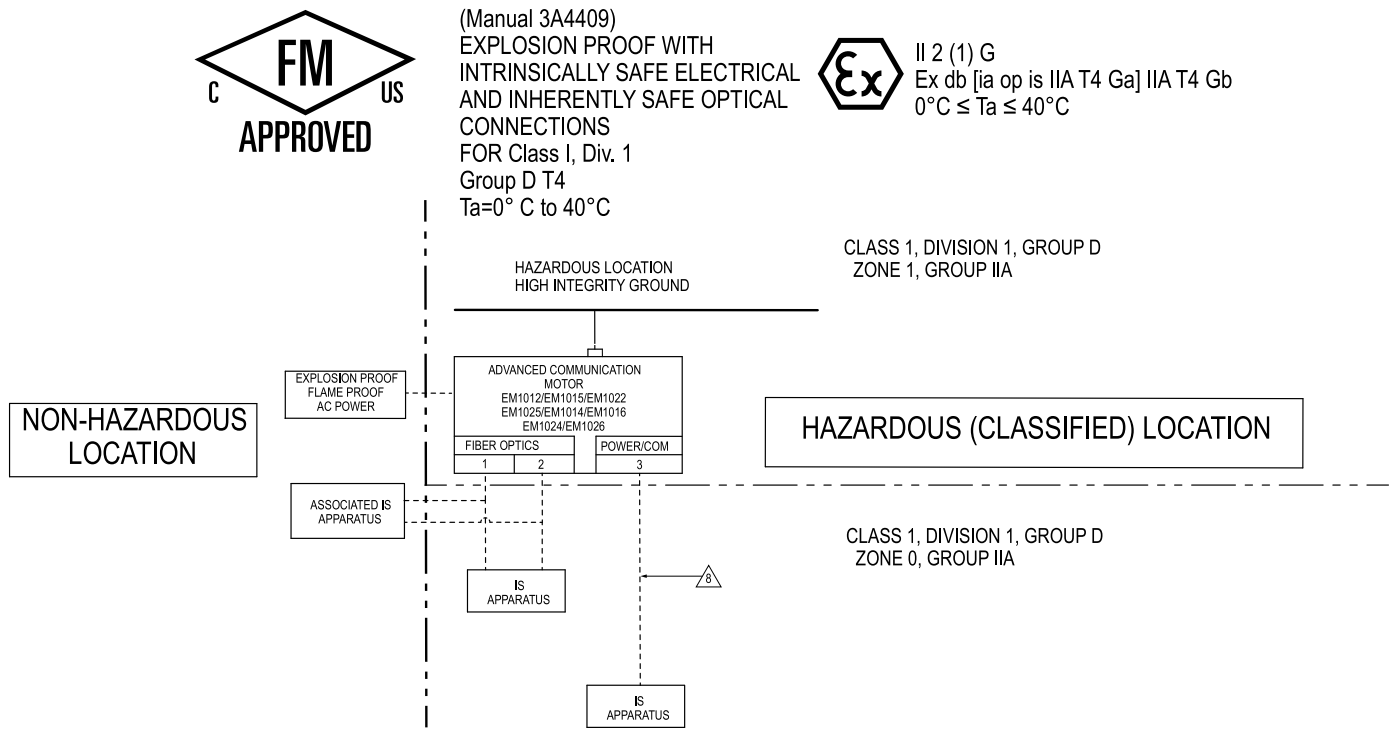 FM
C
US
APPROVED
(Manual 3A4409)
EXPLOSION PROOF WITH
INTRINSICALLY SAFE ELECTRICAL
AND INHERENTLY SAFE OPTICAL
CONNECTIONS
FOR Class I, Div. 1
Group D T4
Ta=0° C to 40°C
Ex
II 2 (1) G
Ex db [ia op is IIA T4 Ga] IIA T4 Gb
0°C ≤ Ta ≤ 40°C
CLASS 1, DIVISION 1, GROUP D
ZONE 1, GROUP IIA
HAZARDOUS LOCATION
HIGH INTEGRITY GROUND
EXPLOSION PROOF
FLAME PROOF
AC POWER
ADVANCED COMMUNICATION
MOTOR
EM1012/EM1015/EM1022
EM1025/EM1014/EM1016
EM1024/EM1026
FIBER OPTICS
POWER/COM
1
2
3
NON-HAZARDOUS
LOCATION
HAZARDOUS (CLASSIFIED) LOCATION
ASSOCIATED IS
APPARATUS
CLASS 1, DIVISION 1, GROUP D
ZONE 0, GROUP IIA
IS
APPARATUS
8
IS
APPARATUS